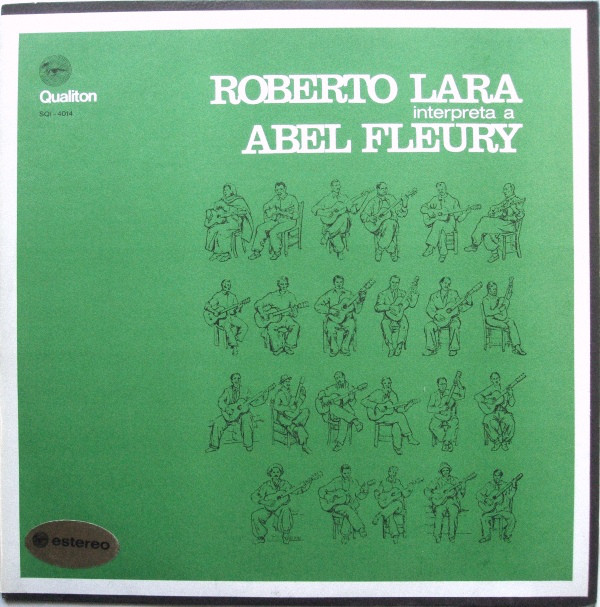 Qualiton
SQI - 4014
ROBERTO LARA
interpreta a
ABEL FLEURY
estereo